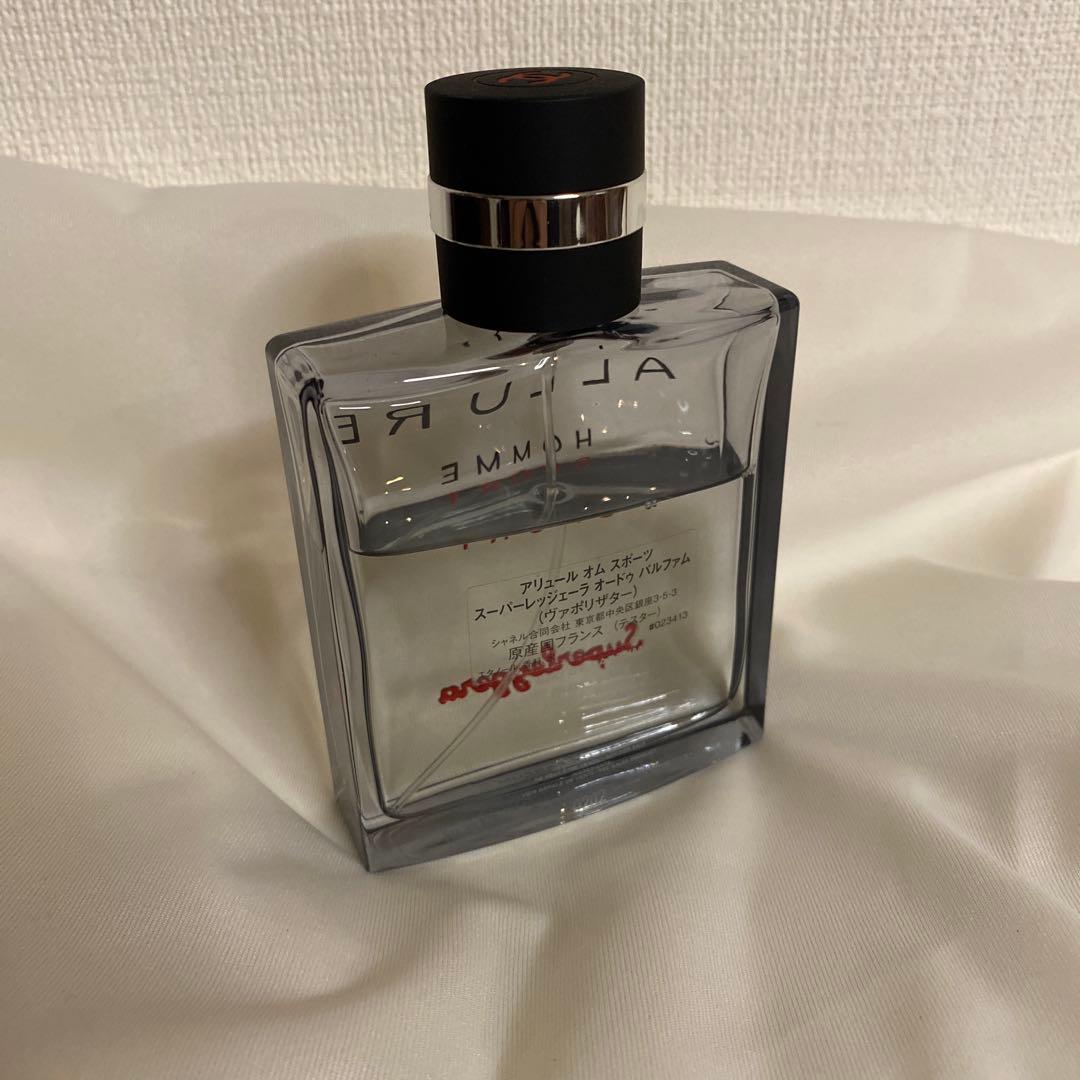 ALLURE
HOMME
SPORT
アリュール オム スポーツ
スーパーレッジェーラ オードゥ パルファム
(ヴァポリザター)
シャネル合同会社 東京都中央区銀座3-5-3
原産国フランス (テスター) #023413
Superleggera